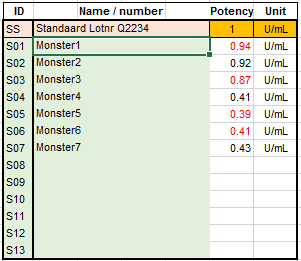 ID Name / number Potency Unit
SS Standaard Lotnr Q2234 1 U/mL
S01 Monster1 0.94 U/mL
S02 Monster2 0.92 U/mL
S03 Monster3 0.87 U/mL
S04 Monster4 0.41 U/mL
S05 Monster5 0.39 U/mL
S06 Monster6 0.41 U/mL
S07 Monster7 0.43 U/mL
S08
S09
S10
S11
S12
S13